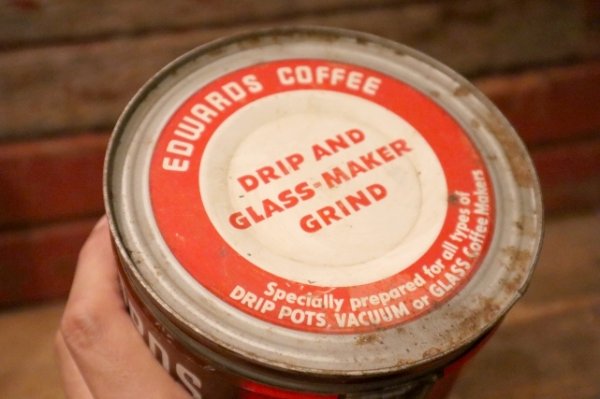 EDWARDS COFFEE
DRIP AND
GLASS-MAKER
GRIND
Specially prepared for all types of
DRIP POTS, VACUUM or GLASS Coffee Makers